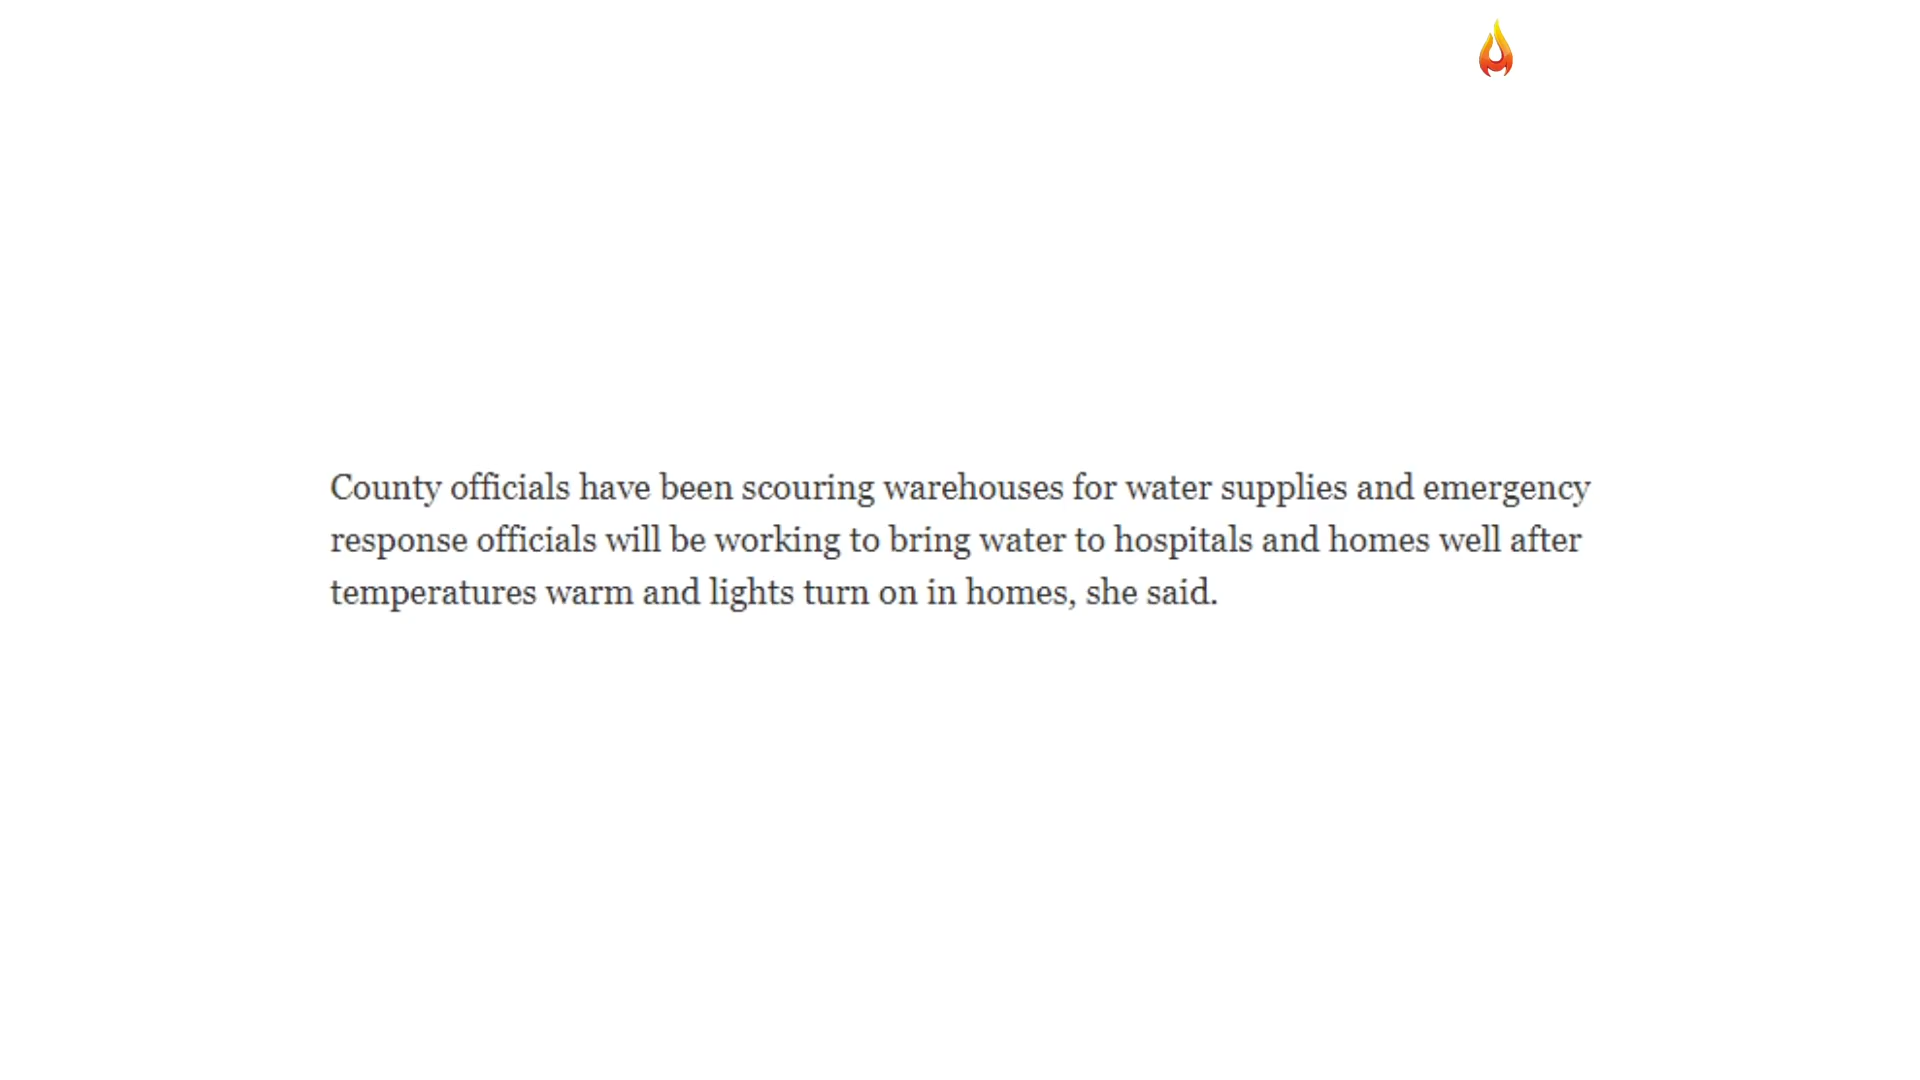 County officials have been scouring warehouses for water supplies and emergency
response officials will be working to bring water to hospitals and homes well after
temperatures warm and lights turn on in homes, she said.